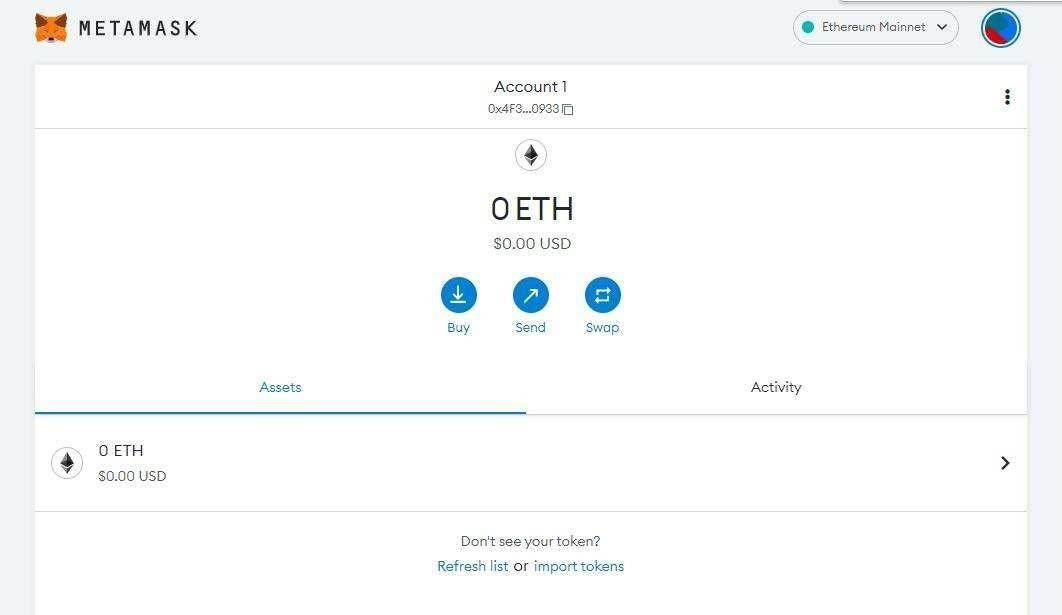 METAMASK
Ethereum Mainnet
Account 1
0x4F3...0933
0 ETH
$0.00 USD
Buy Send Swap
Assets Activity
0 ETH
$0.00 USD
Don't see your token?
Refresh list or import tokens